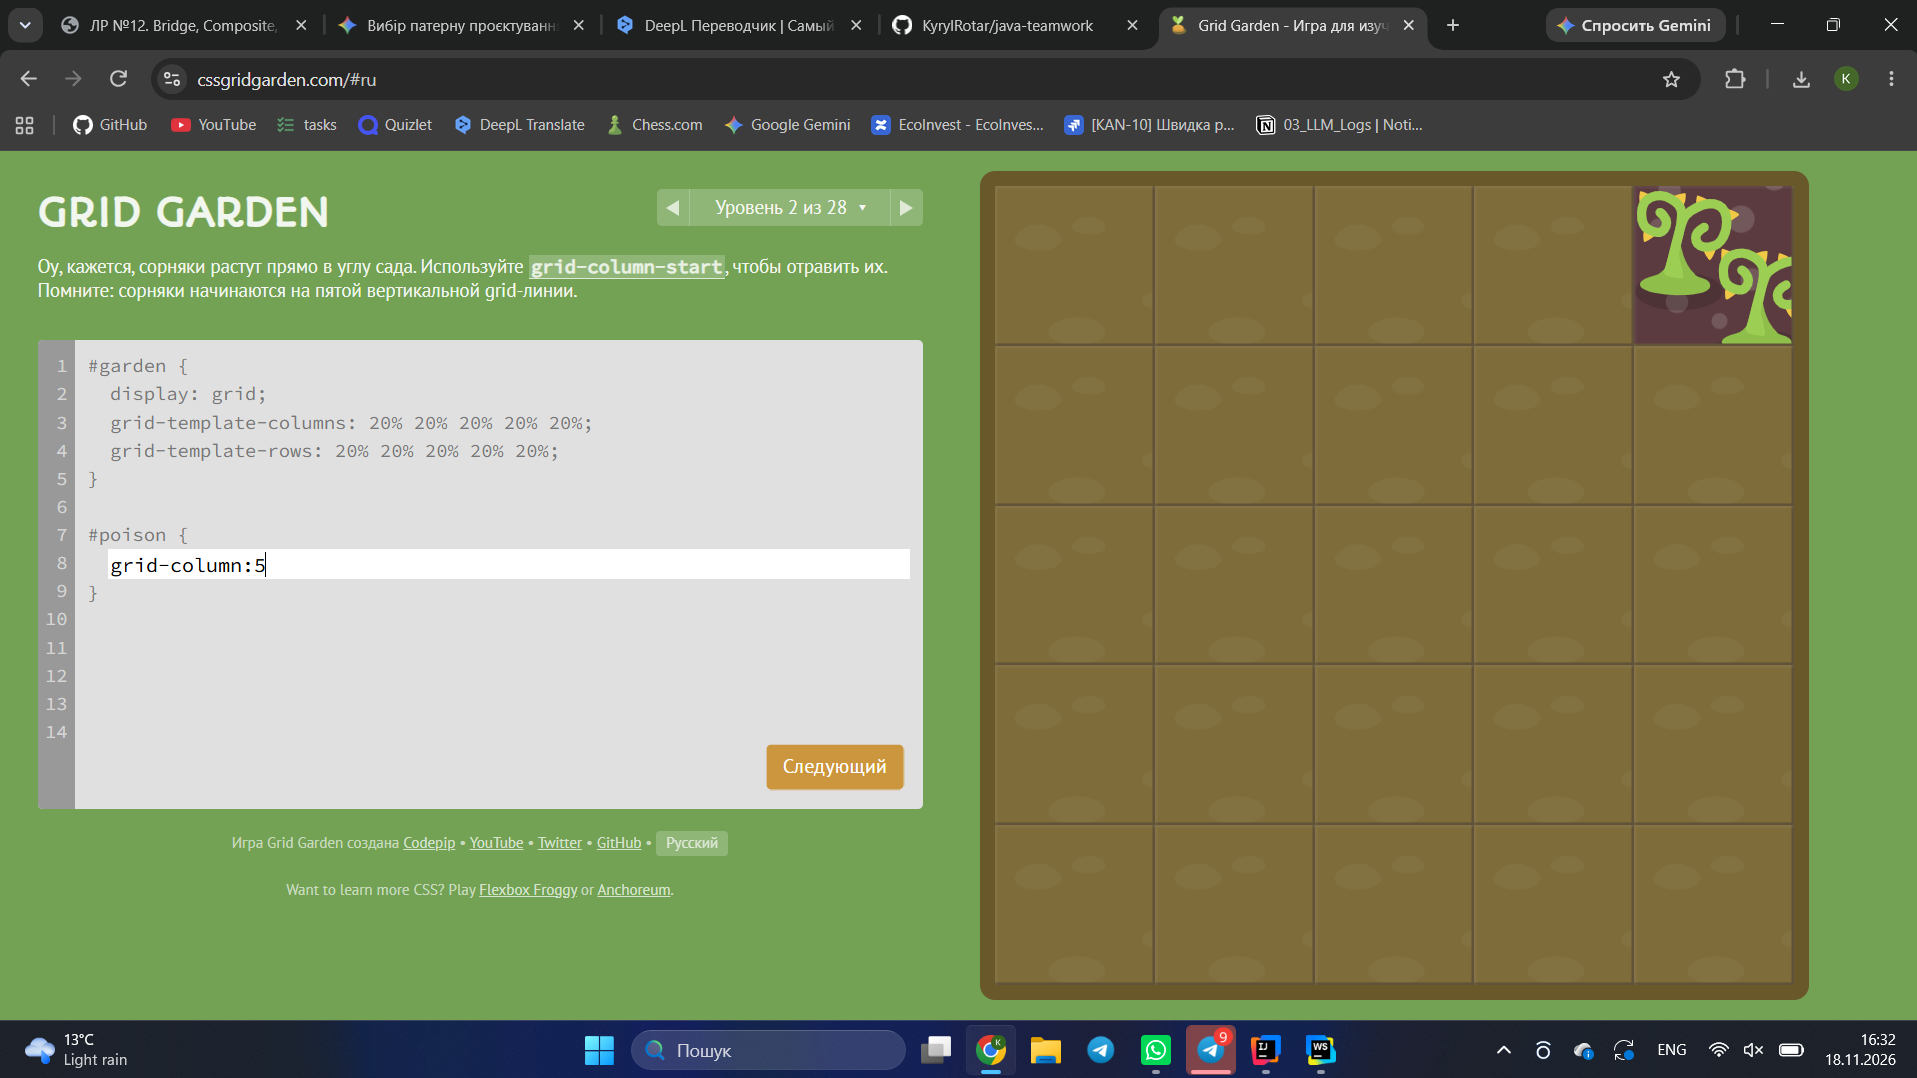 ЛР №12. Bridge, Composite,
Вибір патерну проєктуванн
DeepL Переводчик | Самый
KyrylRotar/java-teamwork
Grid Garden - Игра для изуч
Спросить Gemini
cssgridgarden.com/#ru
K
GitHub
YouTube
tasks
Quizlet
DeepL Translate
Chess.com
Google Gemini
EcoInvest - EcoInves...
[KAN-10] Швидка р...
03_LLM_Logs | Noti...
GRID GARDEN
Уровень 2 из 28
Оу, кажется, сорняки растут прямо в углу сада. Используйте grid-column-start, чтобы отравить их.
Помните: сорняки начинаются на пятой вертикальной grid-линии.
1 #garden {
2 display: grid;
3 grid-template-columns: 20% 20% 20% 20% 20%;
4 grid-template-rows: 20% 20% 20% 20% 20%;
5 }
6
7 #poison {
8 grid-column:5
9 }
10
11
12
13
14
Следующий
Игра Grid Garden создана Codepip • YouTube • Twitter • GitHub • Русский
Want to learn more CSS? Play Flexbox Froggy or Anchoreum.
13°C
Light rain
Пошук
K
9
IJ
WS
ENG
16:32
18.11.2026